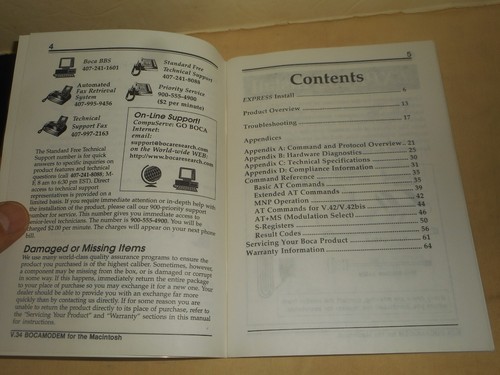 4
Boca BBS
407-241-1601
Automated
Fax Retrieval
System
407-995-9456
Technical
Support Fax
407-997-2163
Standard Free
Technical Support
407-241-8088
Priority Service
900-555-4900
($2 per minute)
On-Line Support!
CompuServe: GO BOCA
Internet:
email:
support@bocaresearch.com
on the World-wide WEB:
http://www.bocaresearch.com
The Standard Free Technical
Support number is for quick
answers to specific inquiries on
product features and technical
questions (call 407-241-8088, M-
F, 8 am to 6:30 pm EST). Direct
access to technical support
representatives is provided on a
limited basis. If you require immediate attention or in-depth help with
the installation of the product, please call our 900-priority support
number for service. This number gives you immediate access to
service technicians. The number is 900-555-4900. You will be
charged $2.00 per minute. The charges will appear on your next phone
bill.
Damaged or Missing Items
We use many world-class quality assurance programs to ensure the
product you purchased is of the highest caliber. Sometimes, however,
a component may be missing from the box, or is damaged or corrupt
in some way. If this happens, immediately return the entire package
to your place of purchase so you may exchange it for a new one. Your
dealer should be able to provide you with an exchange far more
quickly than by contacting us directly. If for some reason you are
unable to return the product directly to its place of purchase, refer to
the "Servicing Your Product" and "Warranty" sections in this manual
for instructions.
V.34 BOCAMODEM for the Macintosh
5
Contents
EXPRESS Install
Product Overview 13
Troubleshooting 17
Appendices
Appendix A: Command and Protocol Overview 21
Appendix B: Hardware Diagnostics 25
Appendix C: Technical Specifications 30
Appendix D: Compliance Information 31
Command Reference
Basic AT Commands
Extended AT Commands 39
MNP Operation 42
AT Commands for V.42/V.42bis 44
AT+MS (Modulation Select) 46
S-Registers 50
Result Codes 56
Servicing Your Boca Product 61
Warranty Information 64